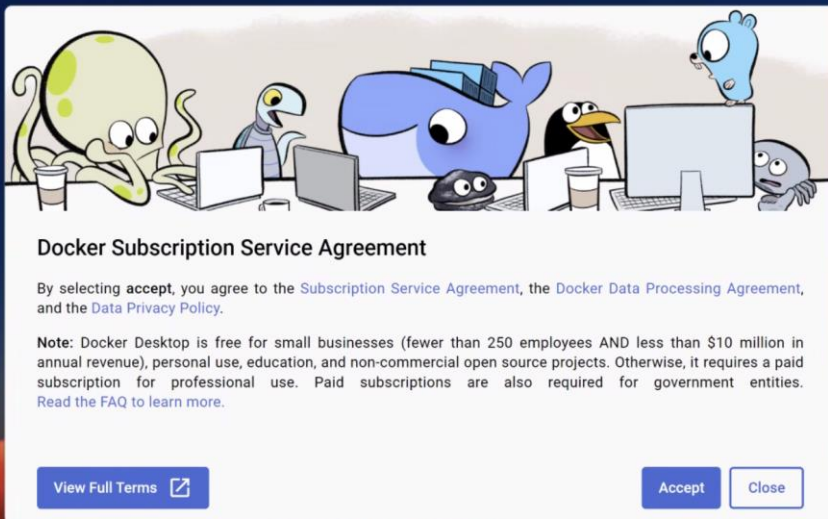 Docker Subscription Service Agreement
By selecting accept, you agree to the Subscription Service Agreement, the Docker Data Processing Agreement,
and the Data Privacy Policy.
Note: Docker Desktop is free for small businesses (fewer than 250 employees AND less than $10 million in
annual revenue), personal use, education, and non-commercial open source projects. Otherwise, it requires a paid
subscription for professional use. Paid subscriptions are also required for government entities.
Read the FAQ to learn more.
View Full Terms
Accept
Close